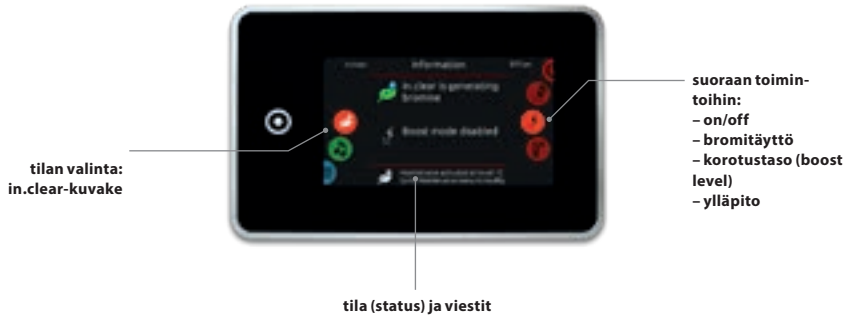 Information
in.clear is generating
bromine
Boost mode disabled
suoraan toimin-
toihin:
– on/off
– bromitäyttö
– korotustaso (boost
level)
– ylläpito
tilan valinta:
in.clear-kuvake
tila (status) ja viestit